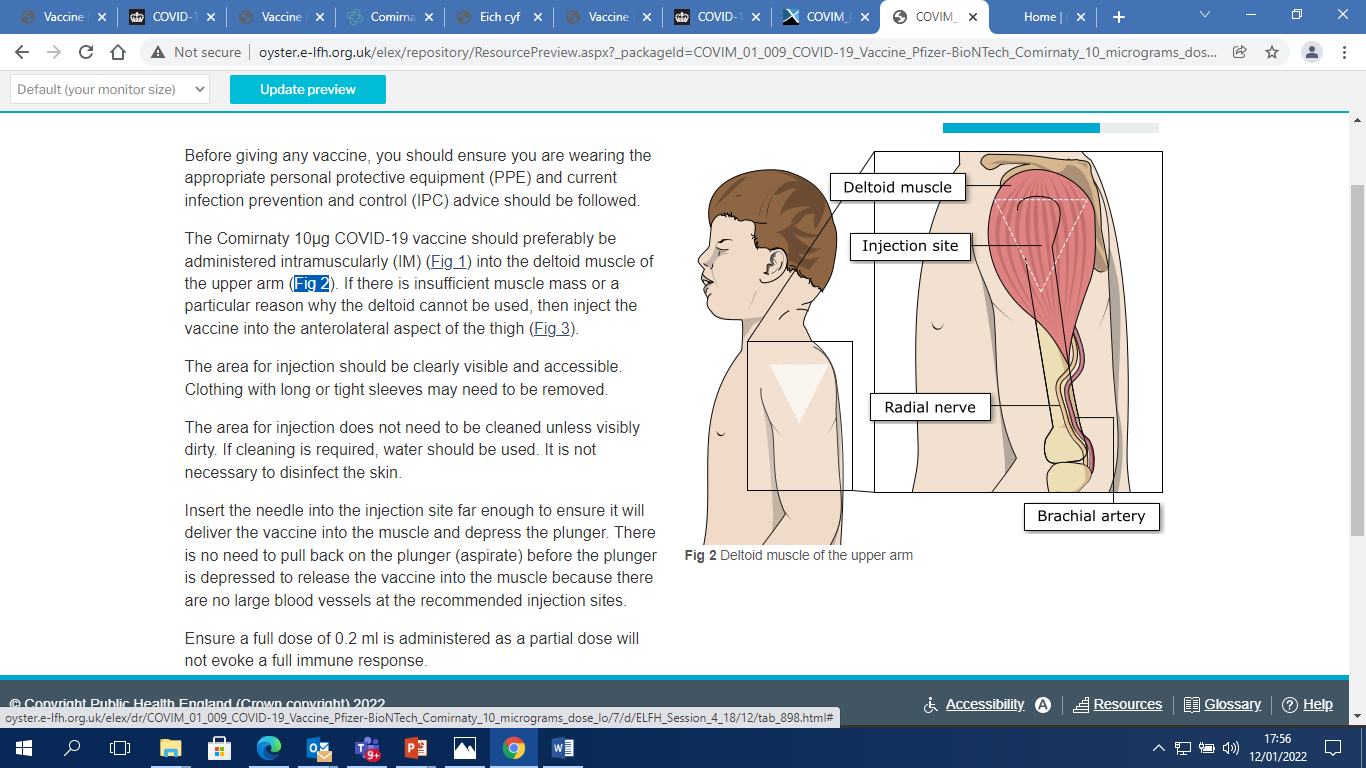 Vaccine
COVID-1
Vaccine
Comirna
Eich cyf
Vaccine
COVID-1
COVIM_
COVIM_
Home |
Not secure
oyster.e-lfh.org.uk/elex/repository/ResourcePreview.aspx?_packageId=COVIM_01_009_COVID-19_Vaccine_Pfizer-BioNTech_Comirnaty_10_micrograms_dos...
Default (your monitor size)
Update preview
Before giving any vaccine, you should ensure you are wearing the
appropriate personal protective equipment (PPE) and current
infection prevention and control (IPC) advice should be followed.
The Comirnaty 10µg COVID-19 vaccine should preferably be
administered intramuscularly (IM) (Fig 1) into the deltoid muscle of
the upper arm (Fig 2). If there is insufficient muscle mass or a
particular reason why the deltoid cannot be used, then inject the
vaccine into the anterolateral aspect of the thigh (Fig 3).
The area for injection should be clearly visible and accessible.
Clothing with long or tight sleeves may need to be removed.
The area for injection does not need to be cleaned unless visibly
dirty. If cleaning is required, water should be used. It is not
necessary to disinfect the skin.
Insert the needle into the injection site far enough to ensure it will
deliver the vaccine into the muscle and depress the plunger. There
is no need to pull back on the plunger (aspirate) before the plunger
is depressed to release the vaccine into the muscle because there
are no large blood vessels at the recommended injection sites.
Ensure a full dose of 0.2 ml is administered as a partial dose will
not evoke a full immune response.
Deltoid muscle
Injection site
Radial nerve
Brachial artery
Fig 2 Deltoid muscle of the upper arm
© Copyright Public Health England (Crown copyright) 2022
Accessibility A
Resources
Glossary
Help
oyster.e-lfh.org.uk/elex/dr/COVIM_01_009_COVID-19_Vaccine_Pfizer-BioNTech_Comirnaty_10_micrograms_dose_lo/7/d/ELFH_Session_4_18/12/tab_898.html#
9+
17:56
12/01/2022